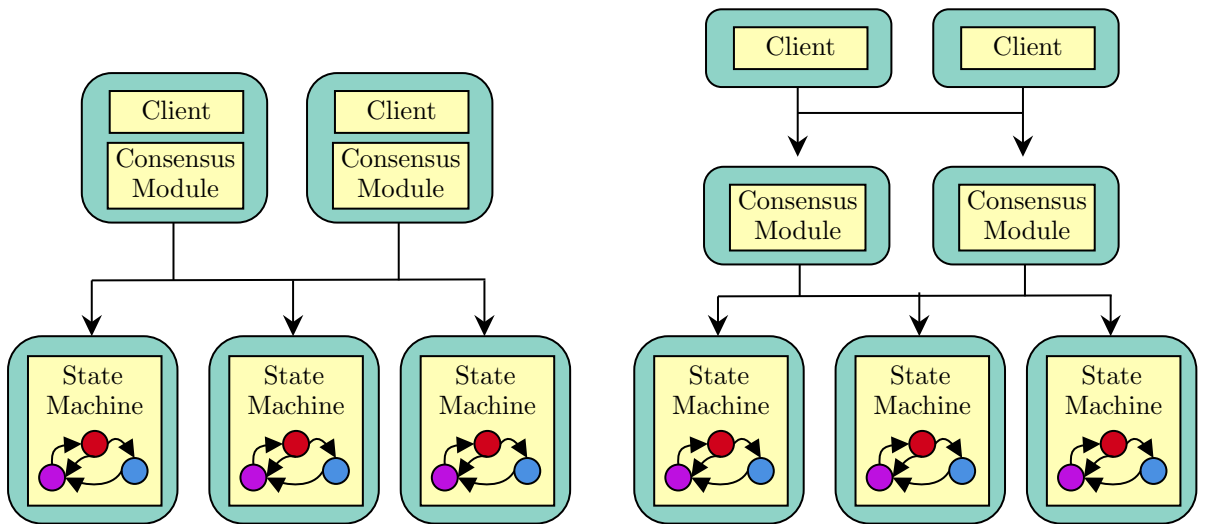 Client
Consensus
Module
Client
Consensus
Module
State
Machine
State
Machine
State
Machine
Client
Client
Consensus
Module
Consensus
Module
State
Machine
State
Machine
State
Machine